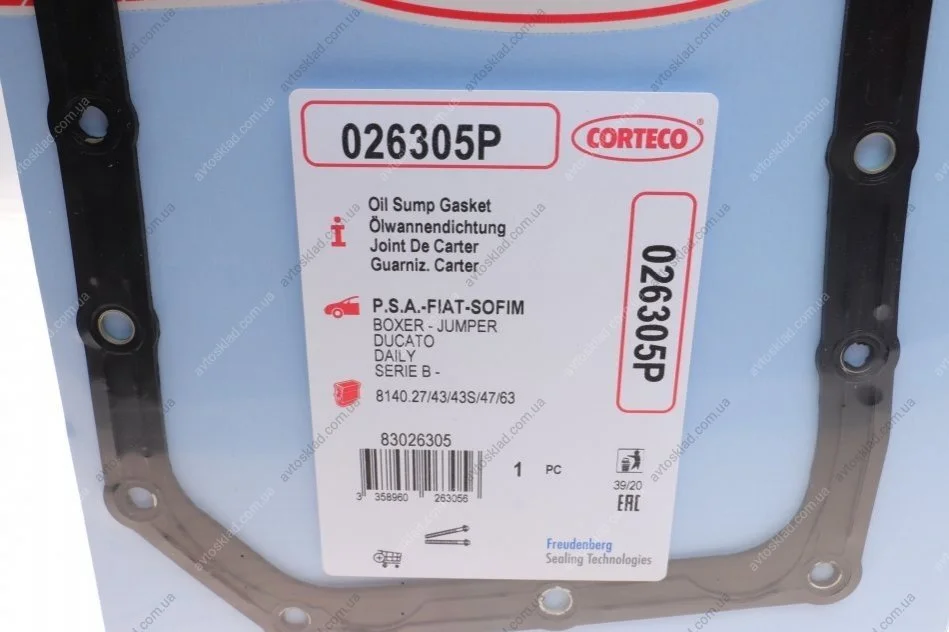 026305P
CORTECO®
Oil Sump Gasket
Ölwannendichtung
Joint De Carter
Guarniz. Carter
026305P
P.S.A.-FIAT-SOFIM
BOXER - JUMPER
DUCATO
DAILY
SERIE B -
8140.27/43/43S/47/63
83026305
3 358960 263056
1 PC
39/20
EAC
Freudenberg
Sealing Technologies
avtosklad.com.ua